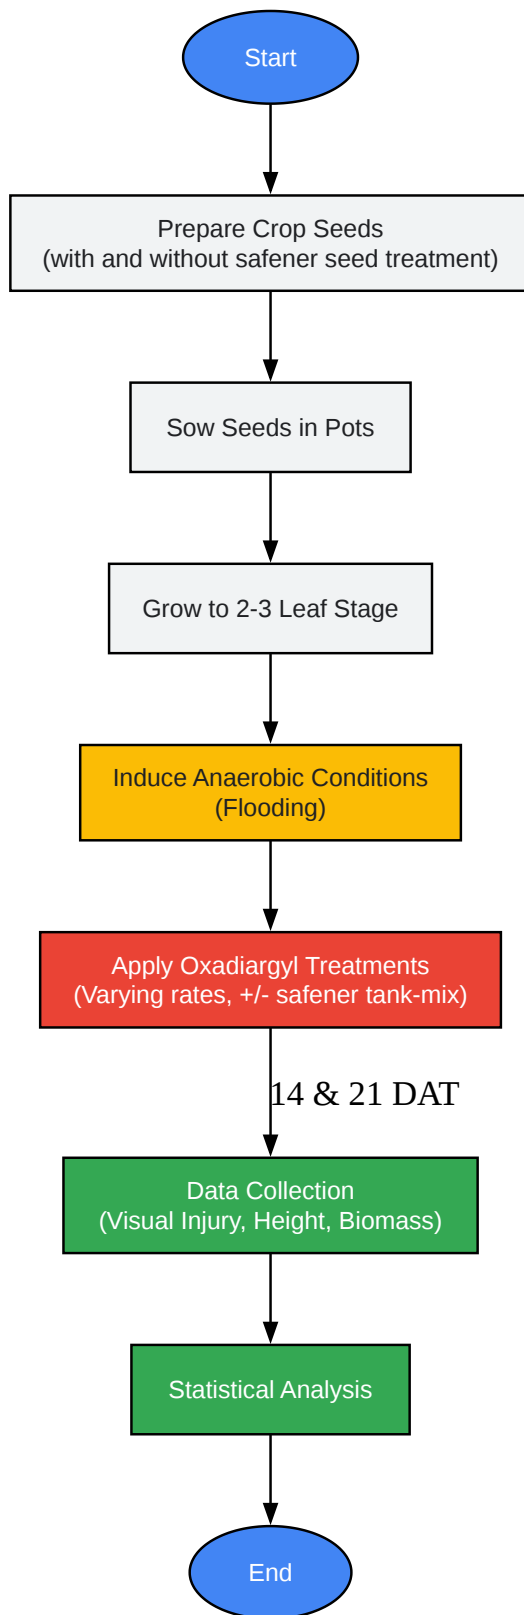 Start
Prepare Crop Seeds
(with and without safener seed treatment)
Sow Seeds in Pots
Grow to 2-3 Leaf Stage
Induce Anaerobic Conditions
(Flooding)
Apply Oxadiargyl Treatments
(Varying rates, +/- safener tank-mix)
14 & 21 DAT
Data Collection
(Visual Injury, Height, Biomass)
Statistical Analysis
End